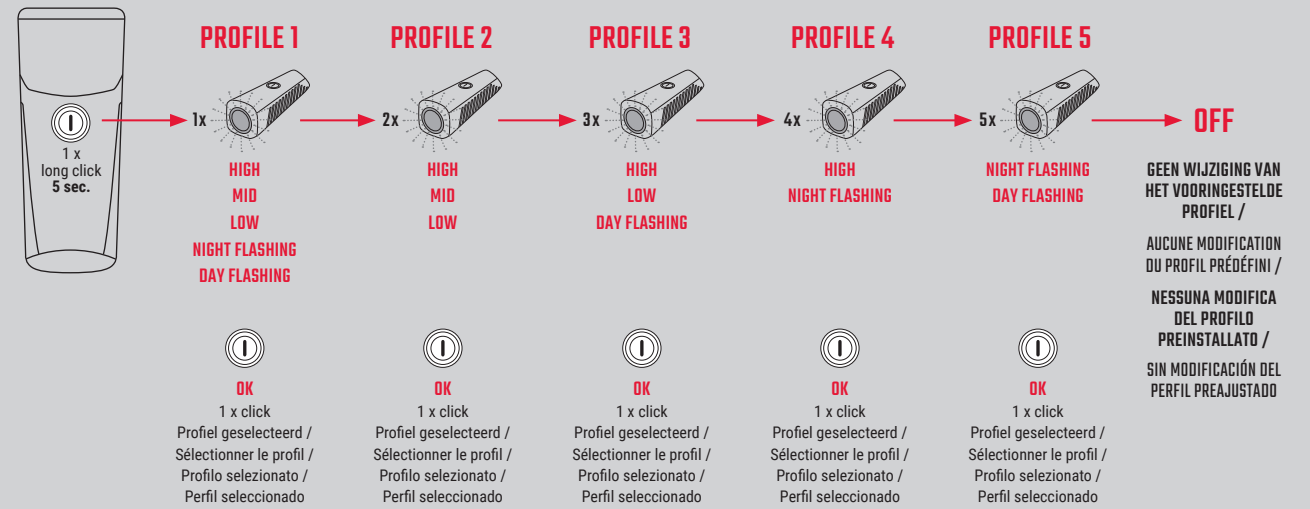 1 x
long click
5 sec.
PROFILE 1
1x
HIGH
MID
LOW
NIGHT FLASHING
DAY FLASHING
OK
1 x click
Profiel geselecteerd /
Sélectionner le profil /
Profilo selezionato /
Perfil seleccionado
PROFILE 2
2x
HIGH
MID
LOW
OK
1 x click
Profiel geselecteerd /
Sélectionner le profil /
Profilo selezionato /
Perfil seleccionado
PROFILE 3
3x
HIGH
LOW
DAY FLASHING
OK
1 x click
Profiel geselecteerd /
Sélectionner le profil /
Profilo selezionato /
Perfil seleccionado
PROFILE 4
4x
HIGH
NIGHT FLASHING
OK
1 x click
Profiel geselecteerd /
Sélectionner le profil /
Profilo selezionato /
Perfil seleccionado
PROFILE 5
5x
NIGHT FLASHING
DAY FLASHING
OK
1 x click
Profiel geselecteerd /
Sélectionner le profil /
Profilo selezionato /
Perfil seleccionado
OFF
GEEN WIJZIGING VAN
HET VOORINGESTELDE
PROFIEL /
AUCUNE MODIFICATION
DU PROFIL PRÉDÉFINI /
NESSUNA MODIFICA
DEL PROFILO
PREINSTALLATO /
SIN MODIFICACIÓN DEL
PERFIL PREAJUSTADO